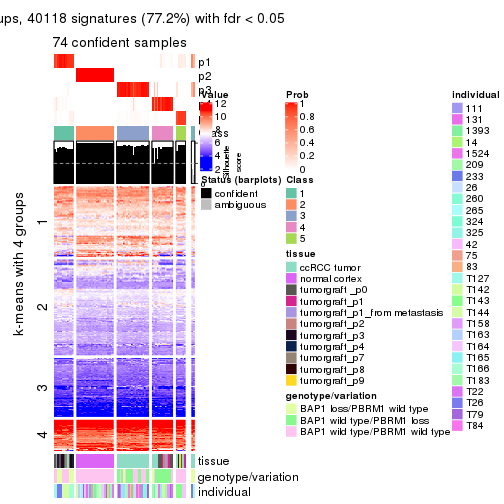 ups, 40118 signatures (77.2%) with fdr < 0.05
74 confident samples
p1
p2
p3
Value
12
10
8
6
4
2
Silhouette
score
Status (barplots)
confident
ambiguous
k-means with 4 groups
1
2
3
4
tissue
genotype/variation
individual
Prob
1
0.8
0.6
0.4
0.2
0
Class
1
2
3
4
5
tissue
ccRCC tumor
normal cortex
tumorgraft_p0
tumorgraft_p1
tumorgraft_p1_from metastasis
tumorgraft_p2
tumorgraft_p3
tumorgraft_p4
tumorgraft_p7
tumorgraft_p8
tumorgraft_p9
genotype/variation
BAP1 loss/PBRM1 wild type
BAP1 wild type/PBRM1 loss
BAP1 wild type/PBRM1 wild type
individual
111
131
1393
14
1524
209
233
26
260
265
324
325
42
75
83
T127
T142
T143
T144
T158
T163
T164
T165
T166
T183
T22
T26
T79
T84